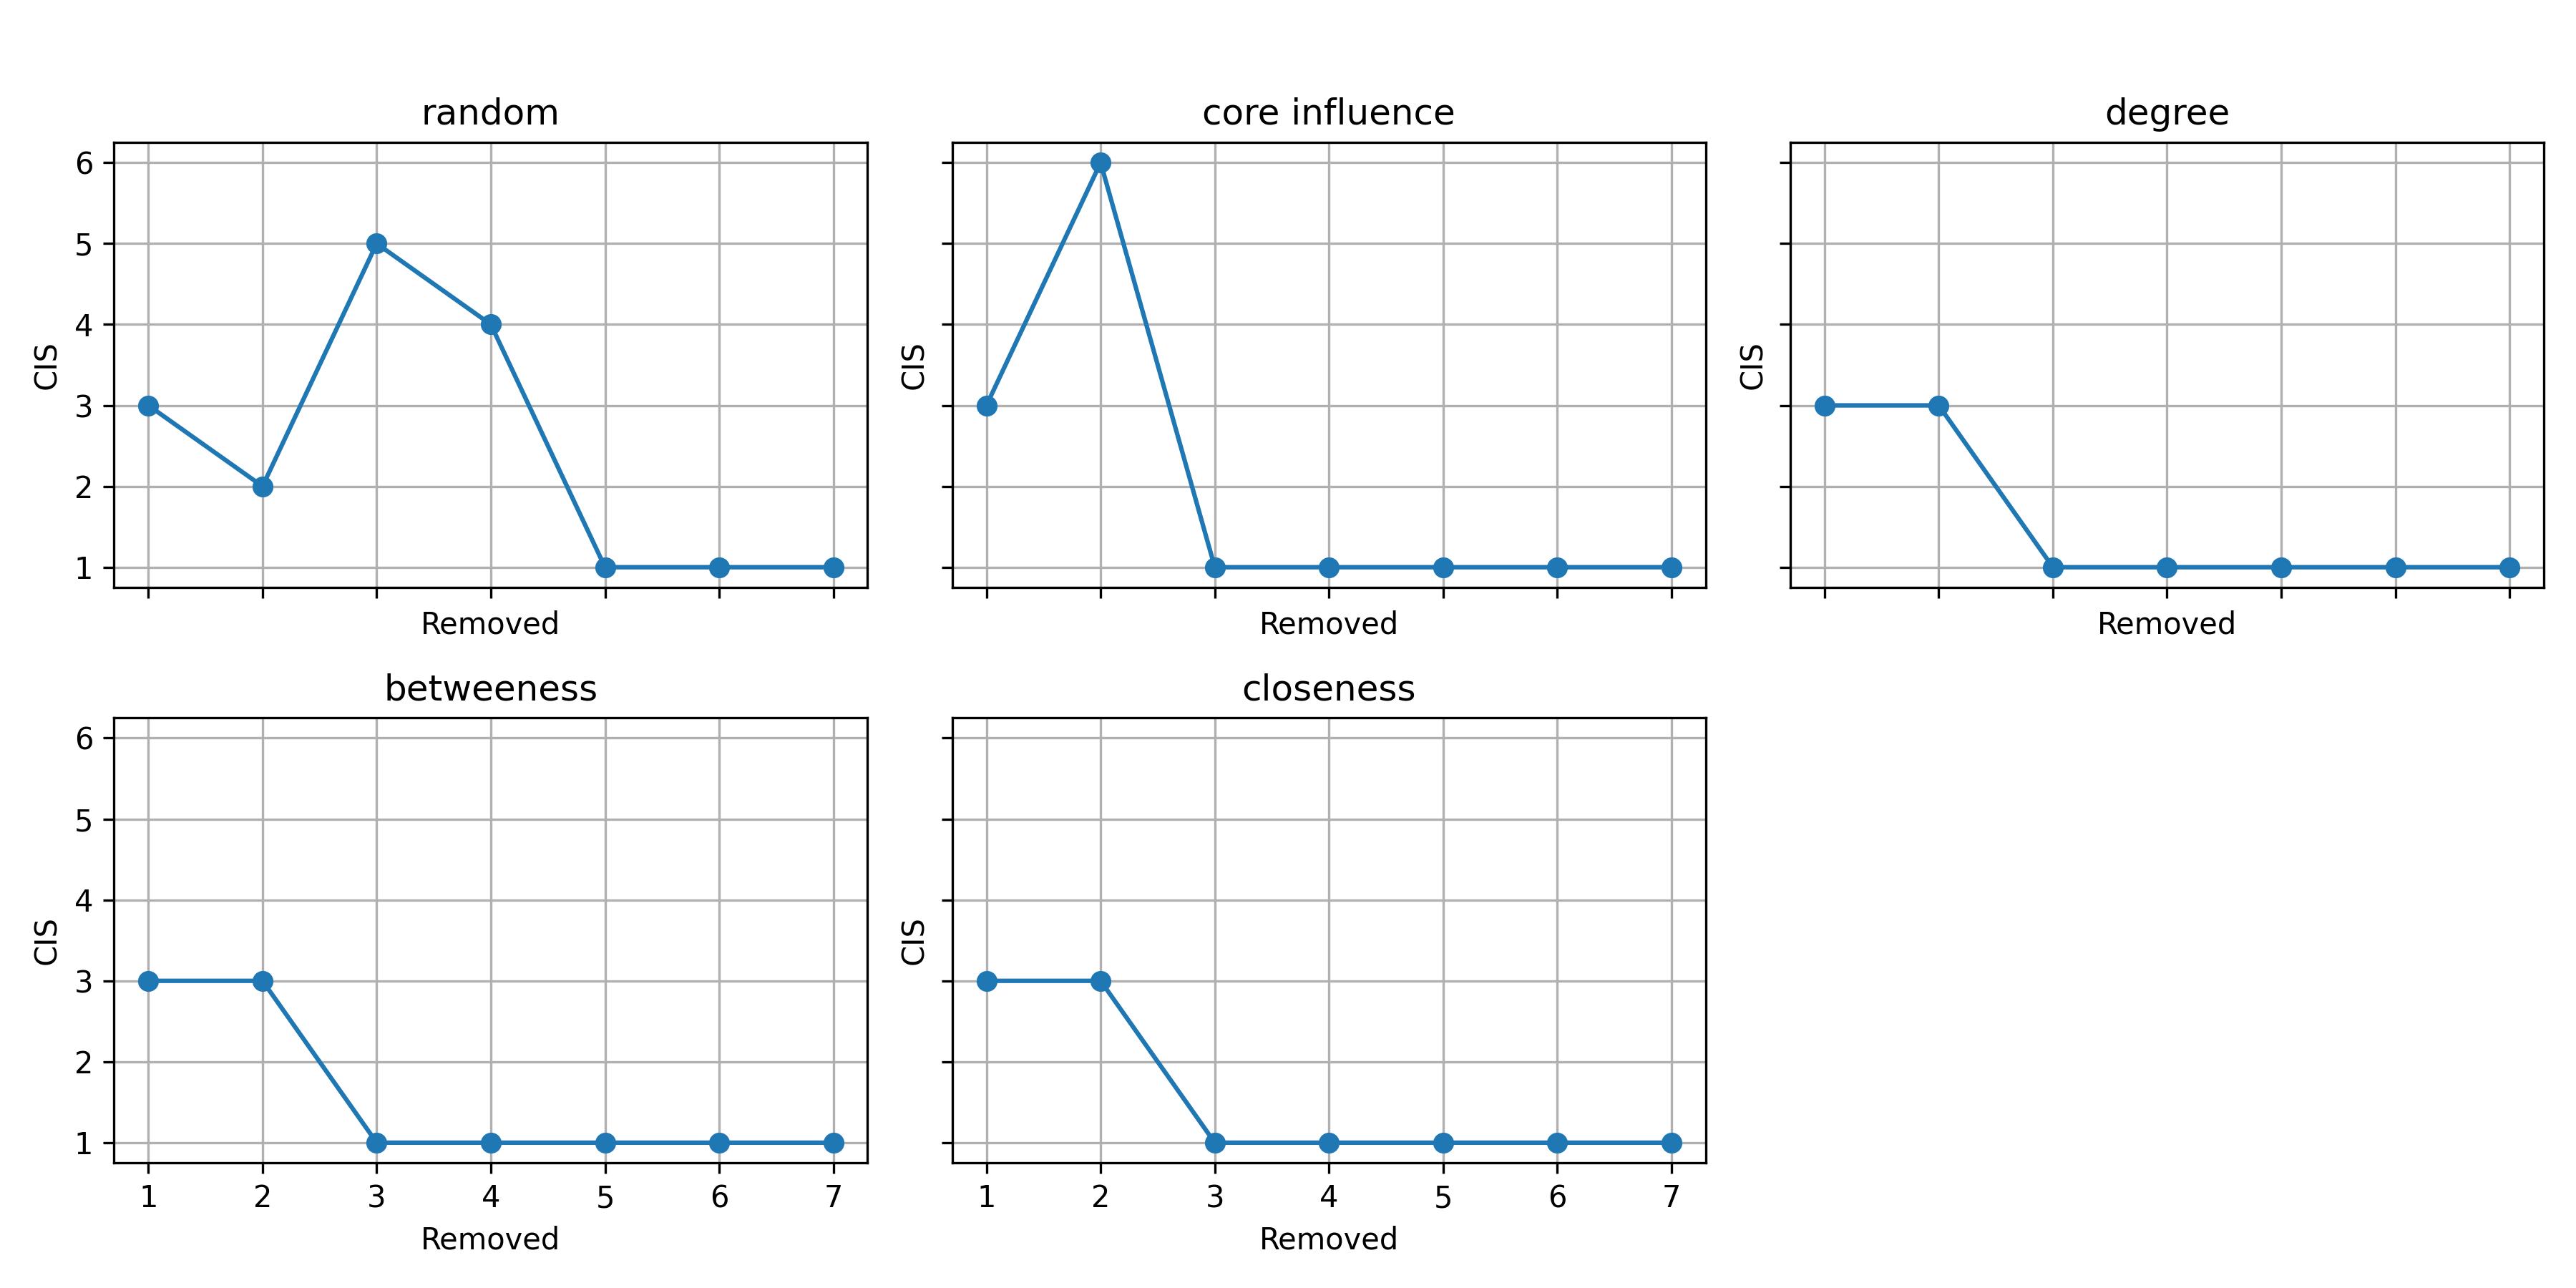 random
6
5
4
3
2
1
CIS
Removed
core influence
CIS
Removed
degree
CIS
Removed
betweeness
6
5
4
3
2
1
CIS
1 2 3 4 5 6 7
Removed
closeness
CIS
1 2 3 4 5 6 7
Removed